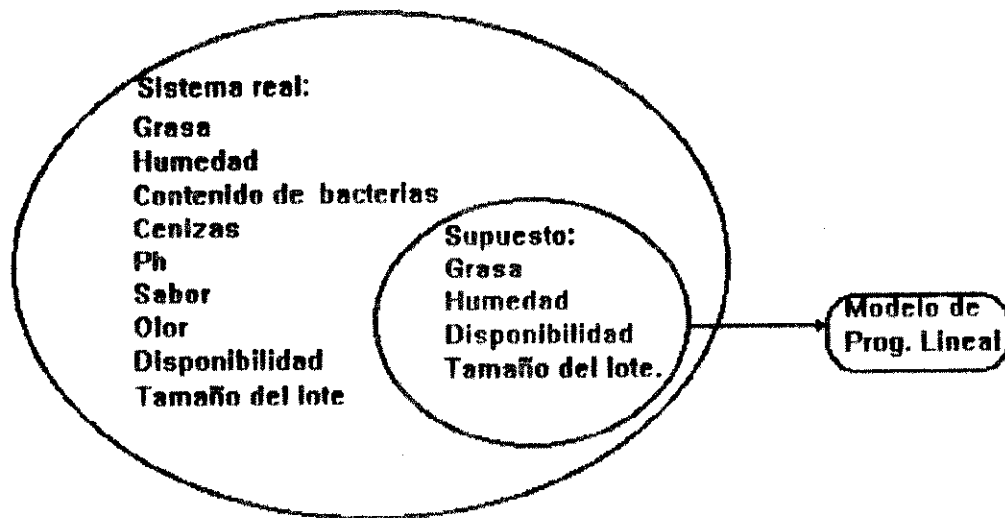 Sistema real:
Grasa
Humedad
Contenido de bacterias
Cenizas
Ph
Sabor
Olor
Disponibilidad
Tamaño del lote
Supuesto:
Grasa
Humedad
Disponibilidad
Tamaño del lote.
Modelo de
Prog. Lineal